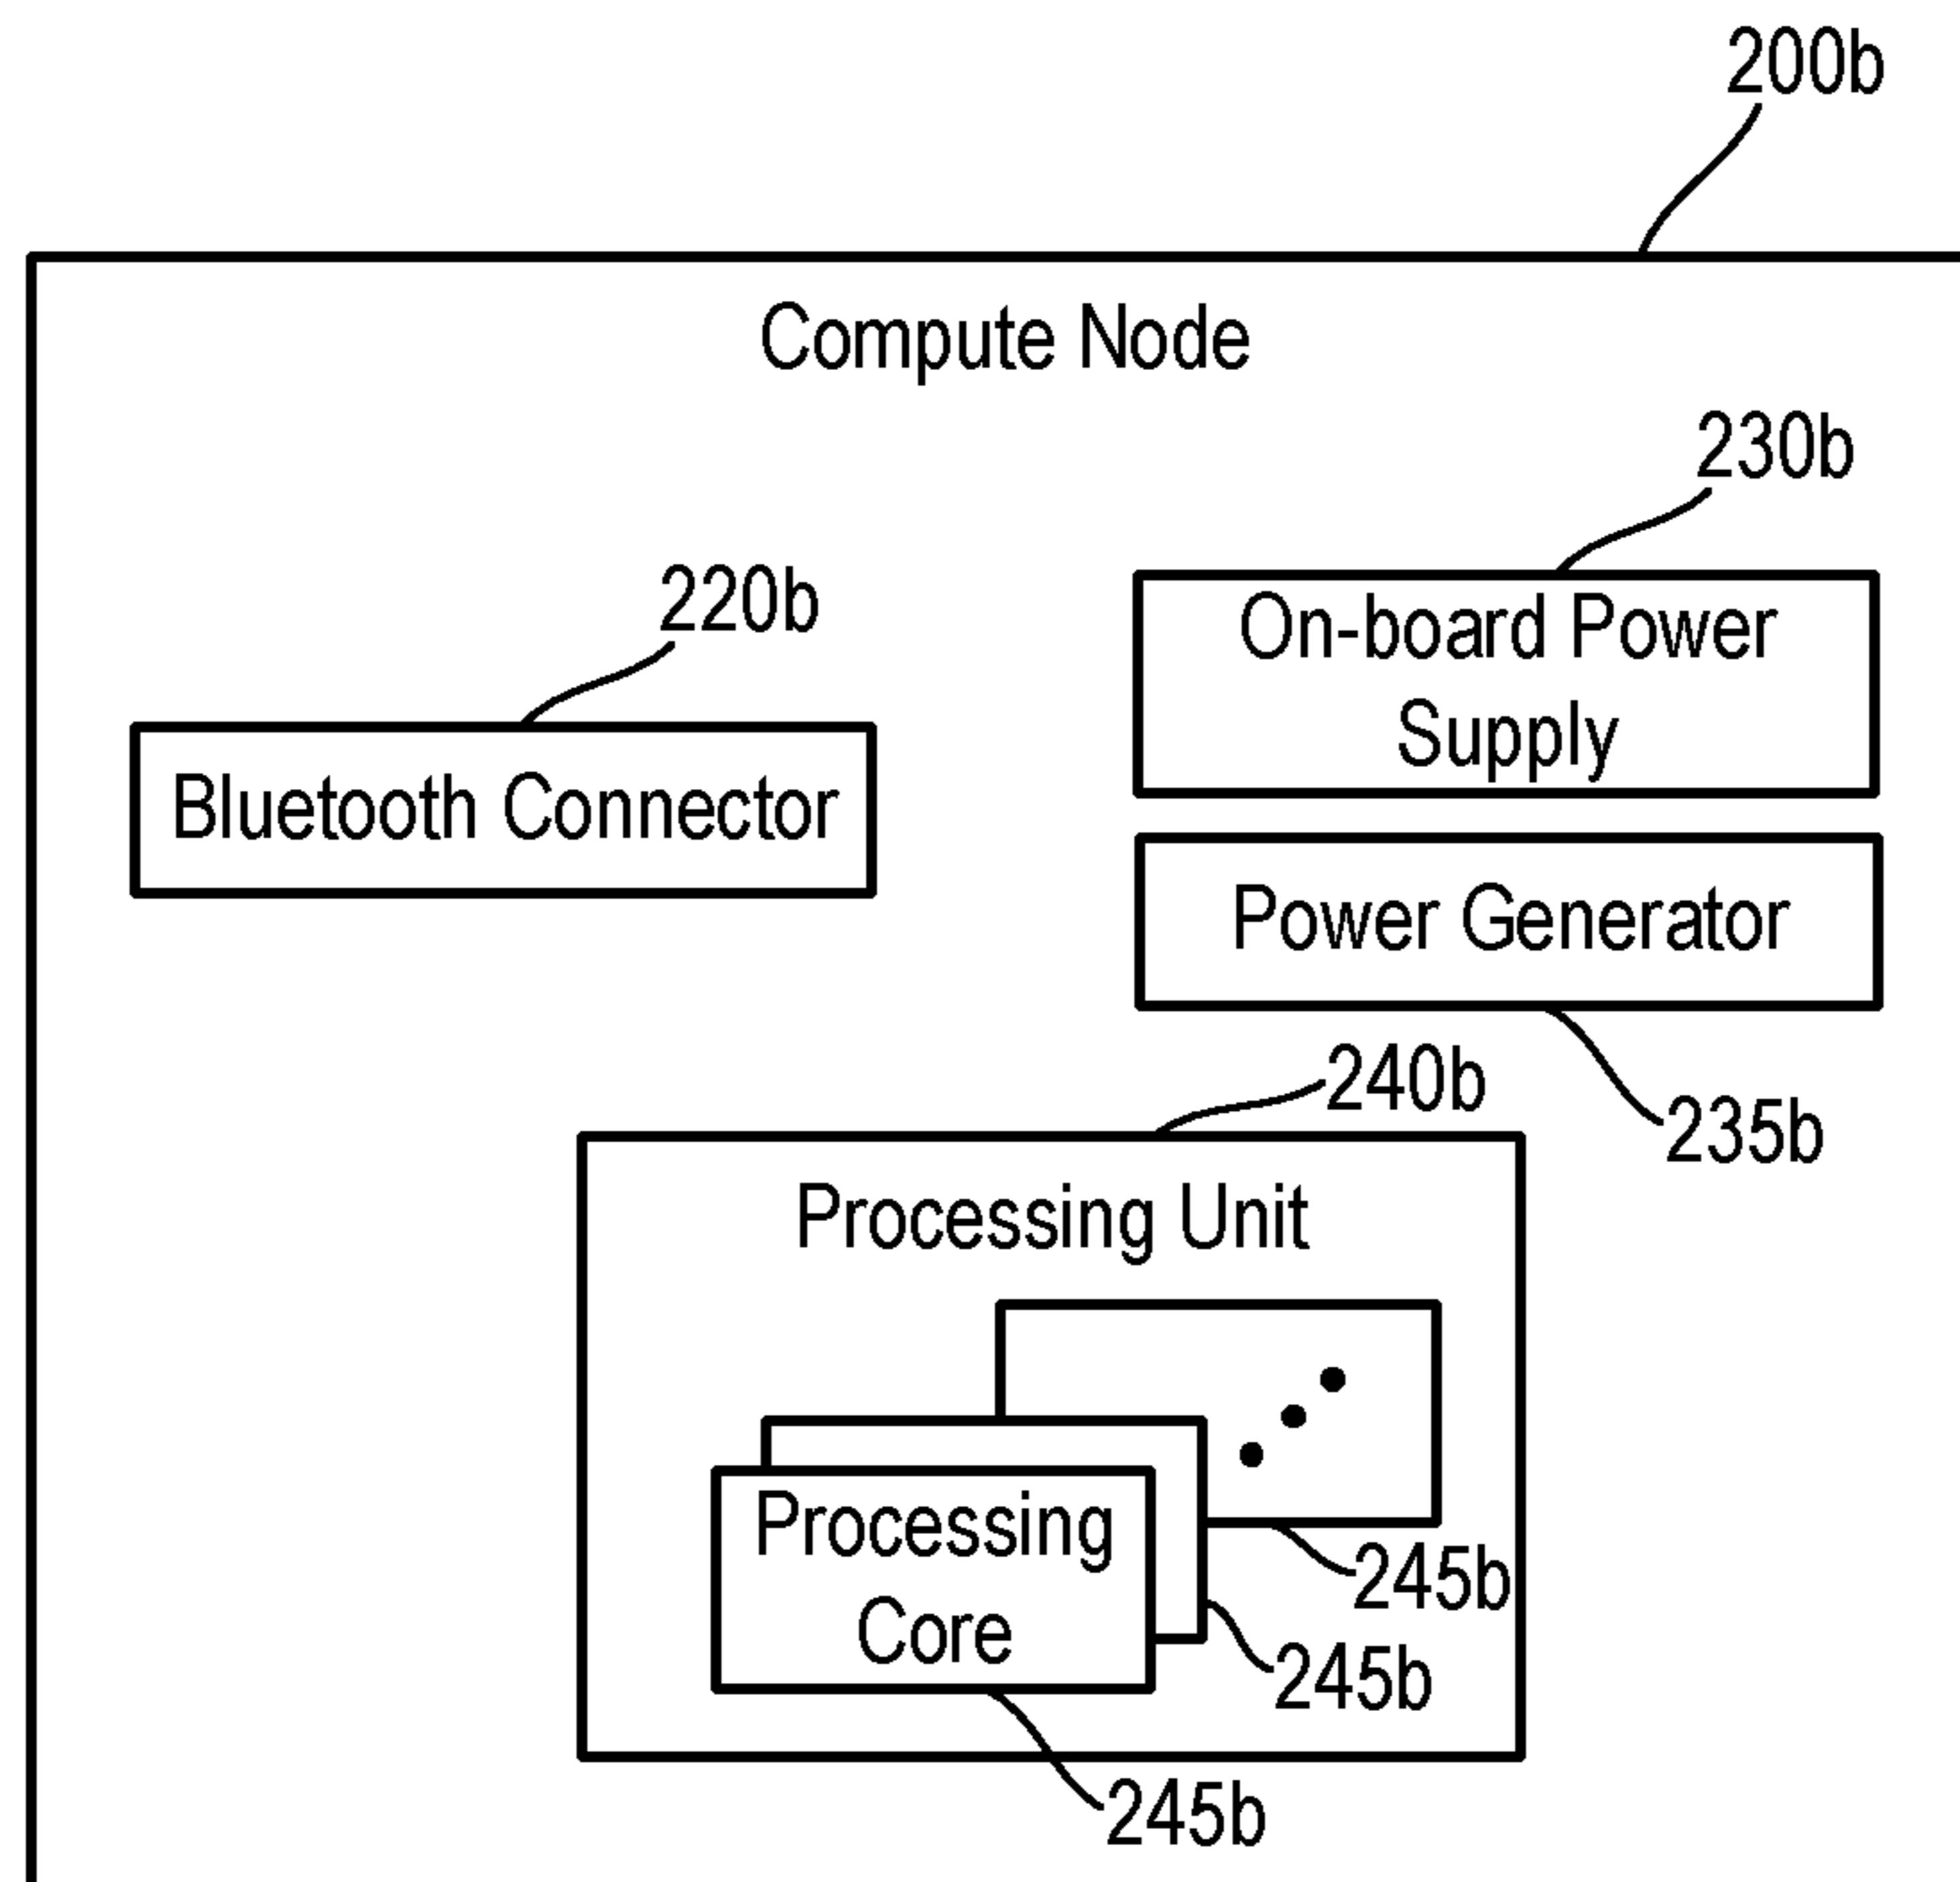 200b
Compute Node
230b
220b
On-board Power
Supply
Bluetooth Connector
Power Generator
240b
235b
Processing Unit
Processing
Core
245b
245b
245b